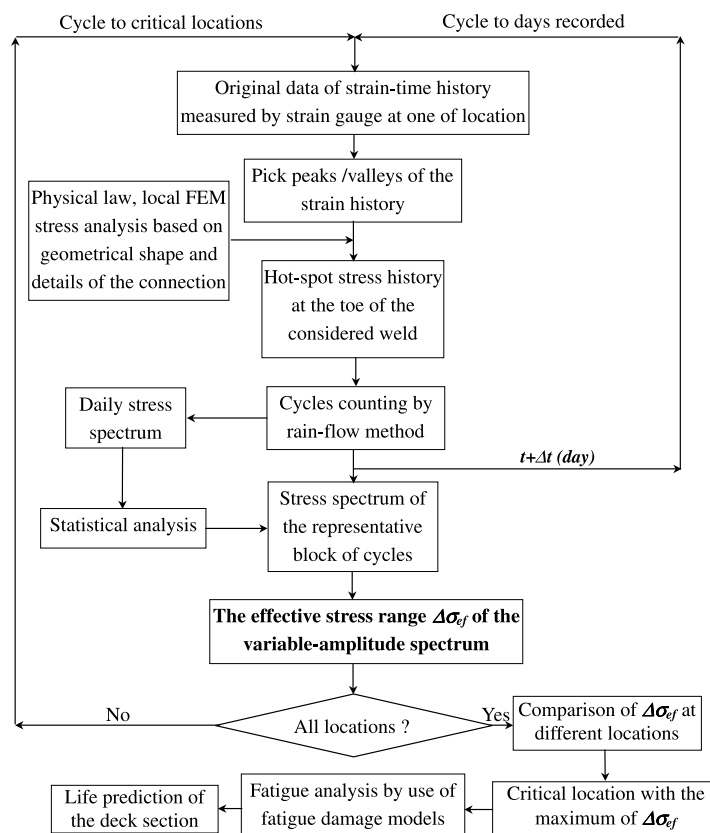 Cycle to critical locations
Cycle to days recorded
Original data of strain-time history
measured by strain gauge at one of location
Pick peaks /valleys of the
strain history
Physical law, local FEM
stress analysis based on
geometrical shape and
details of the connection
Hot-spot stress history
at the toe of the
considered weld
Cycles counting by
rain-flow method
Daily stress
spectrum
t+Δt (day)
Statistical analysis
Stress spectrum of
the representative
block of cycles
The effective stress range Δσef of the
variable-amplitude spectrum
All locations ?
No
Yes
Comparison of Δσef at
different locations
Critical location with the
maximum of Δσef
Fatigue analysis by use of
fatigue damage models
Life prediction of
the deck section